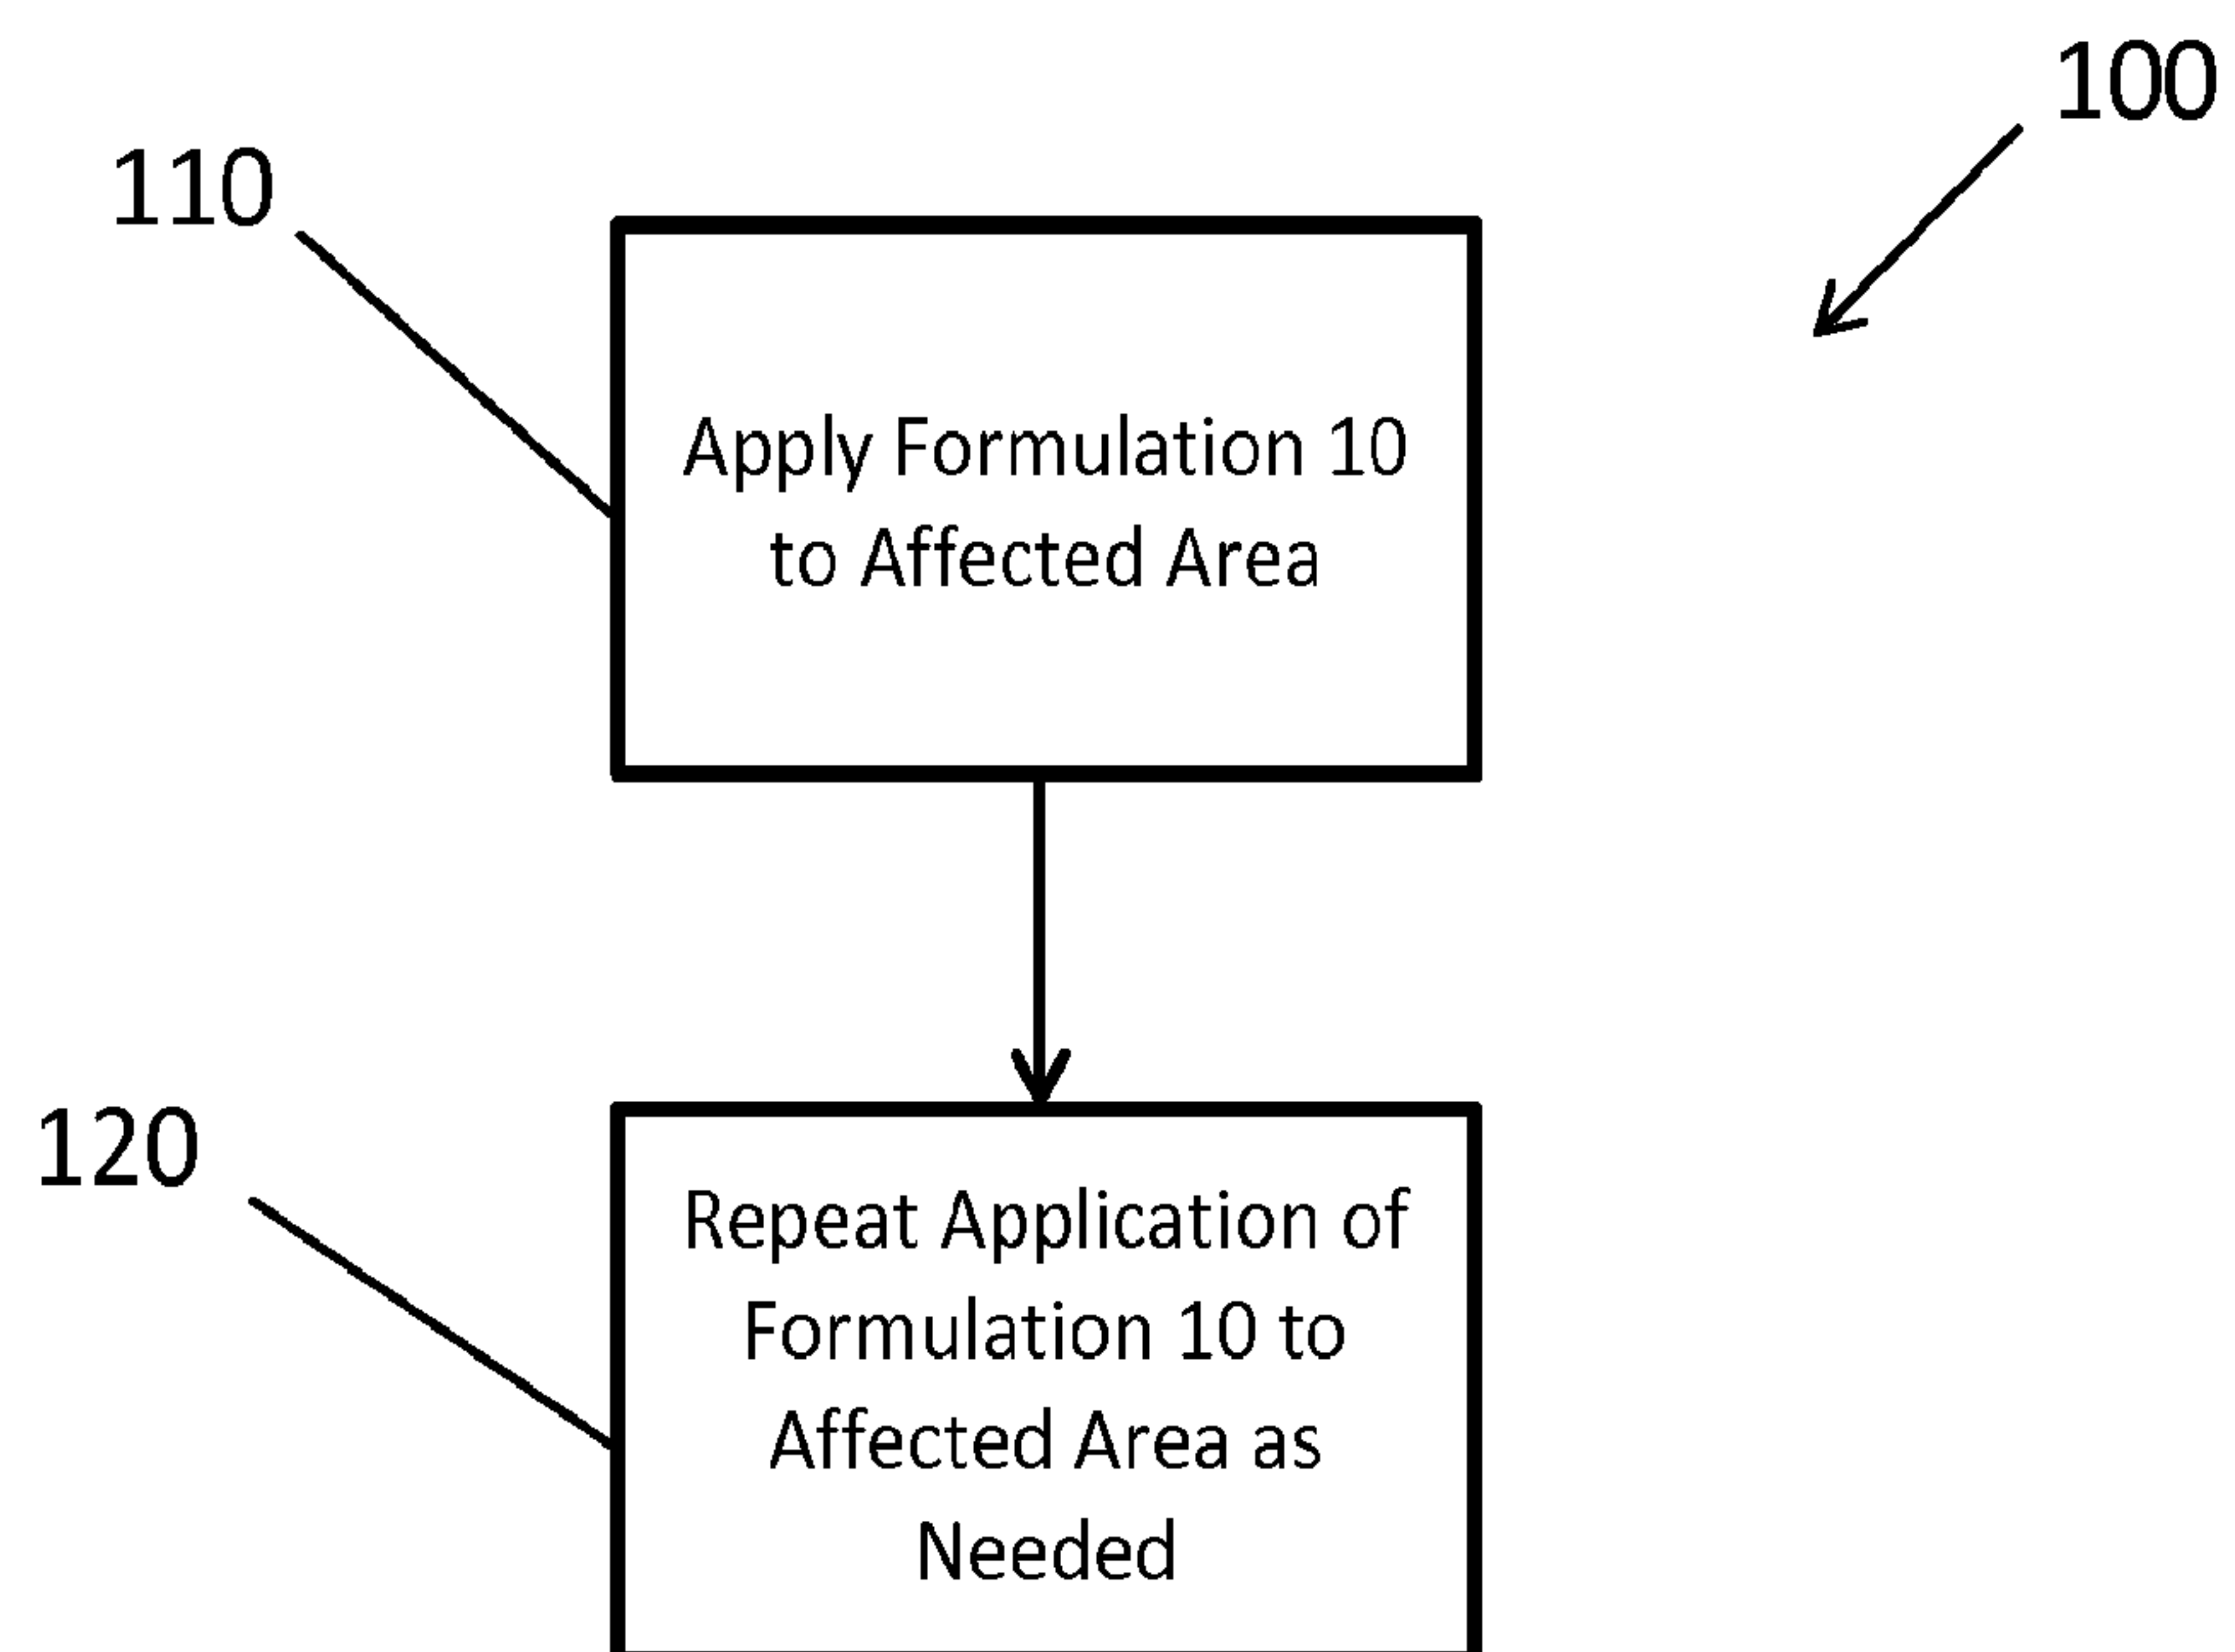 100
110
Apply Formulation 10
to Affected Area
120
Repeat Application of
Formulation 10 to
Affected Area as
Needed